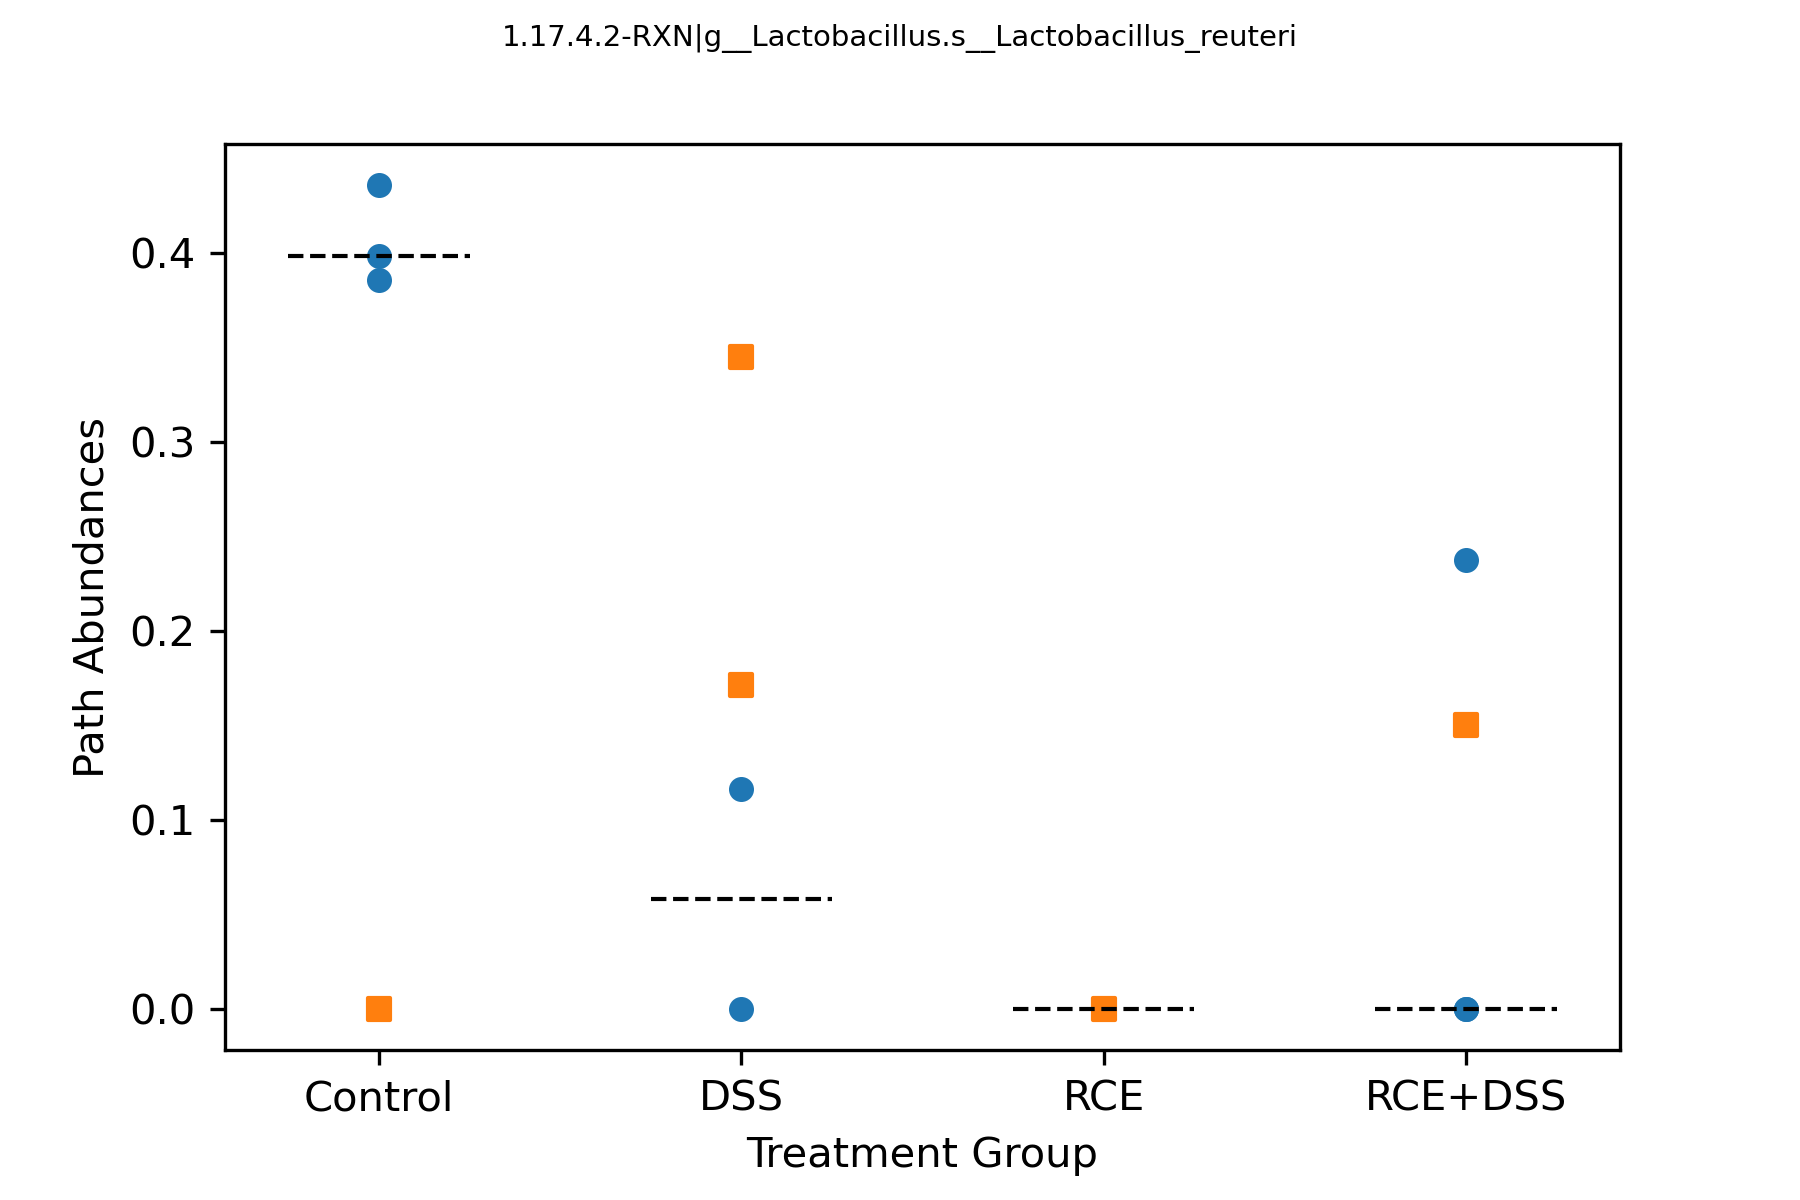 1.17.4.2-RXN|g__Lactobacillus.s__Lactobacillus_reuteri
Path Abundances
0.4
0.3
0.2
0.1
0.0
Control DSS RCE RCE+DSS
Treatment Group